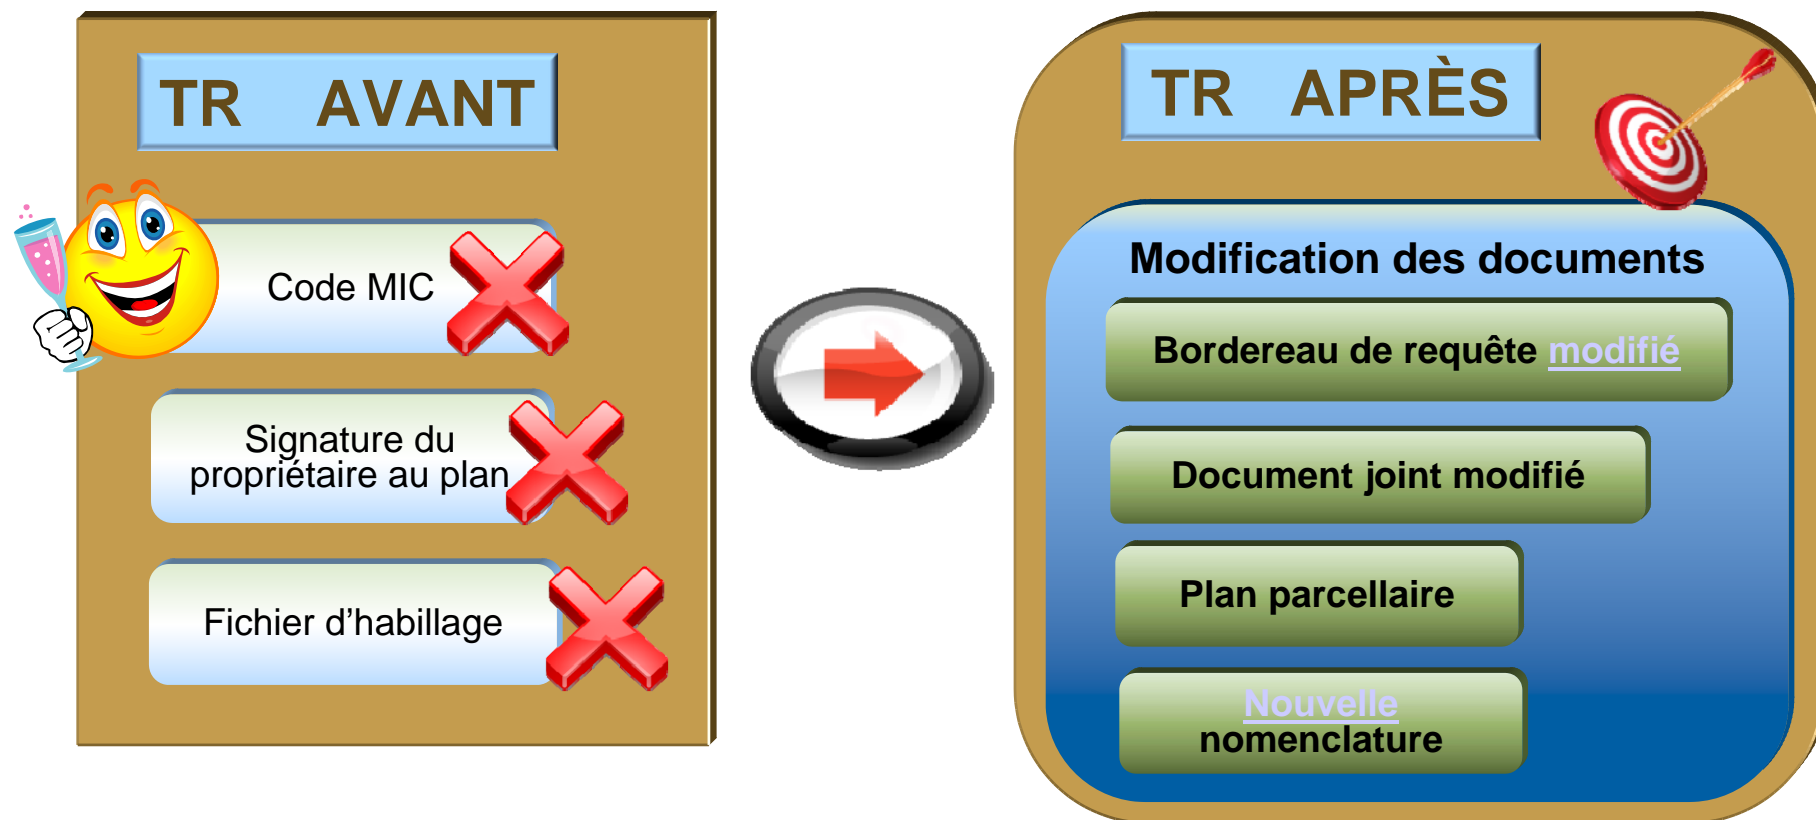 TR AVANT
Code MIC
Signature du
propriétaire au plan
Fichier d'habillage
TR APRÈS
Modification des documents
Bordereau de requête modifié
Document joint modifié
Plan parcellaire
Nouvelle
nomenclature